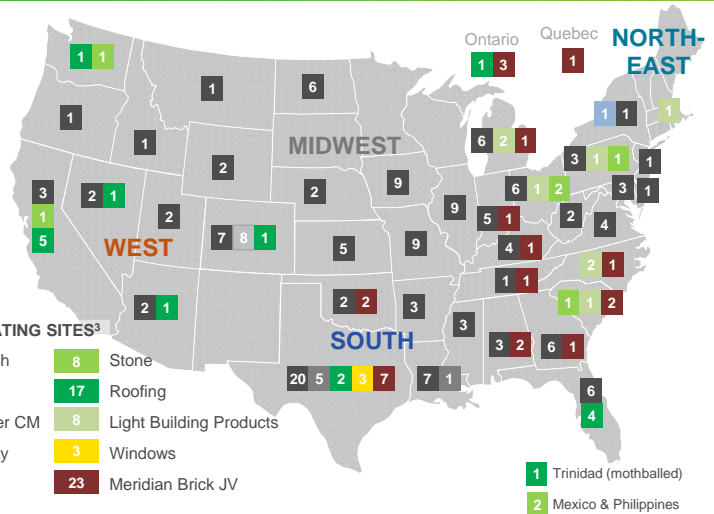 Ontario Quebec NORTH-
EAST
1 3 1
1 1
1 6
1 1 1
1
6 2 1
MIDWEST
1
3 1 1 1
2
9
6 1 2
3 1
3 2 1
2
9
2
1
5 1
2
4
5
WEST
7 8 1
5
9
4 1
2 1
1 1
2 1
2 2
3
1 1 2
SOUTH
3
3 2
6 1
20 5 2 3 7
7 1
6
4
ATING SITES³
8 Stone
17 Roofing
er CM 8 Light Building Products
y 3 Windows
23 Meridian Brick JV
1 Trinidad (mothballed)
2 Mexico & Philippines